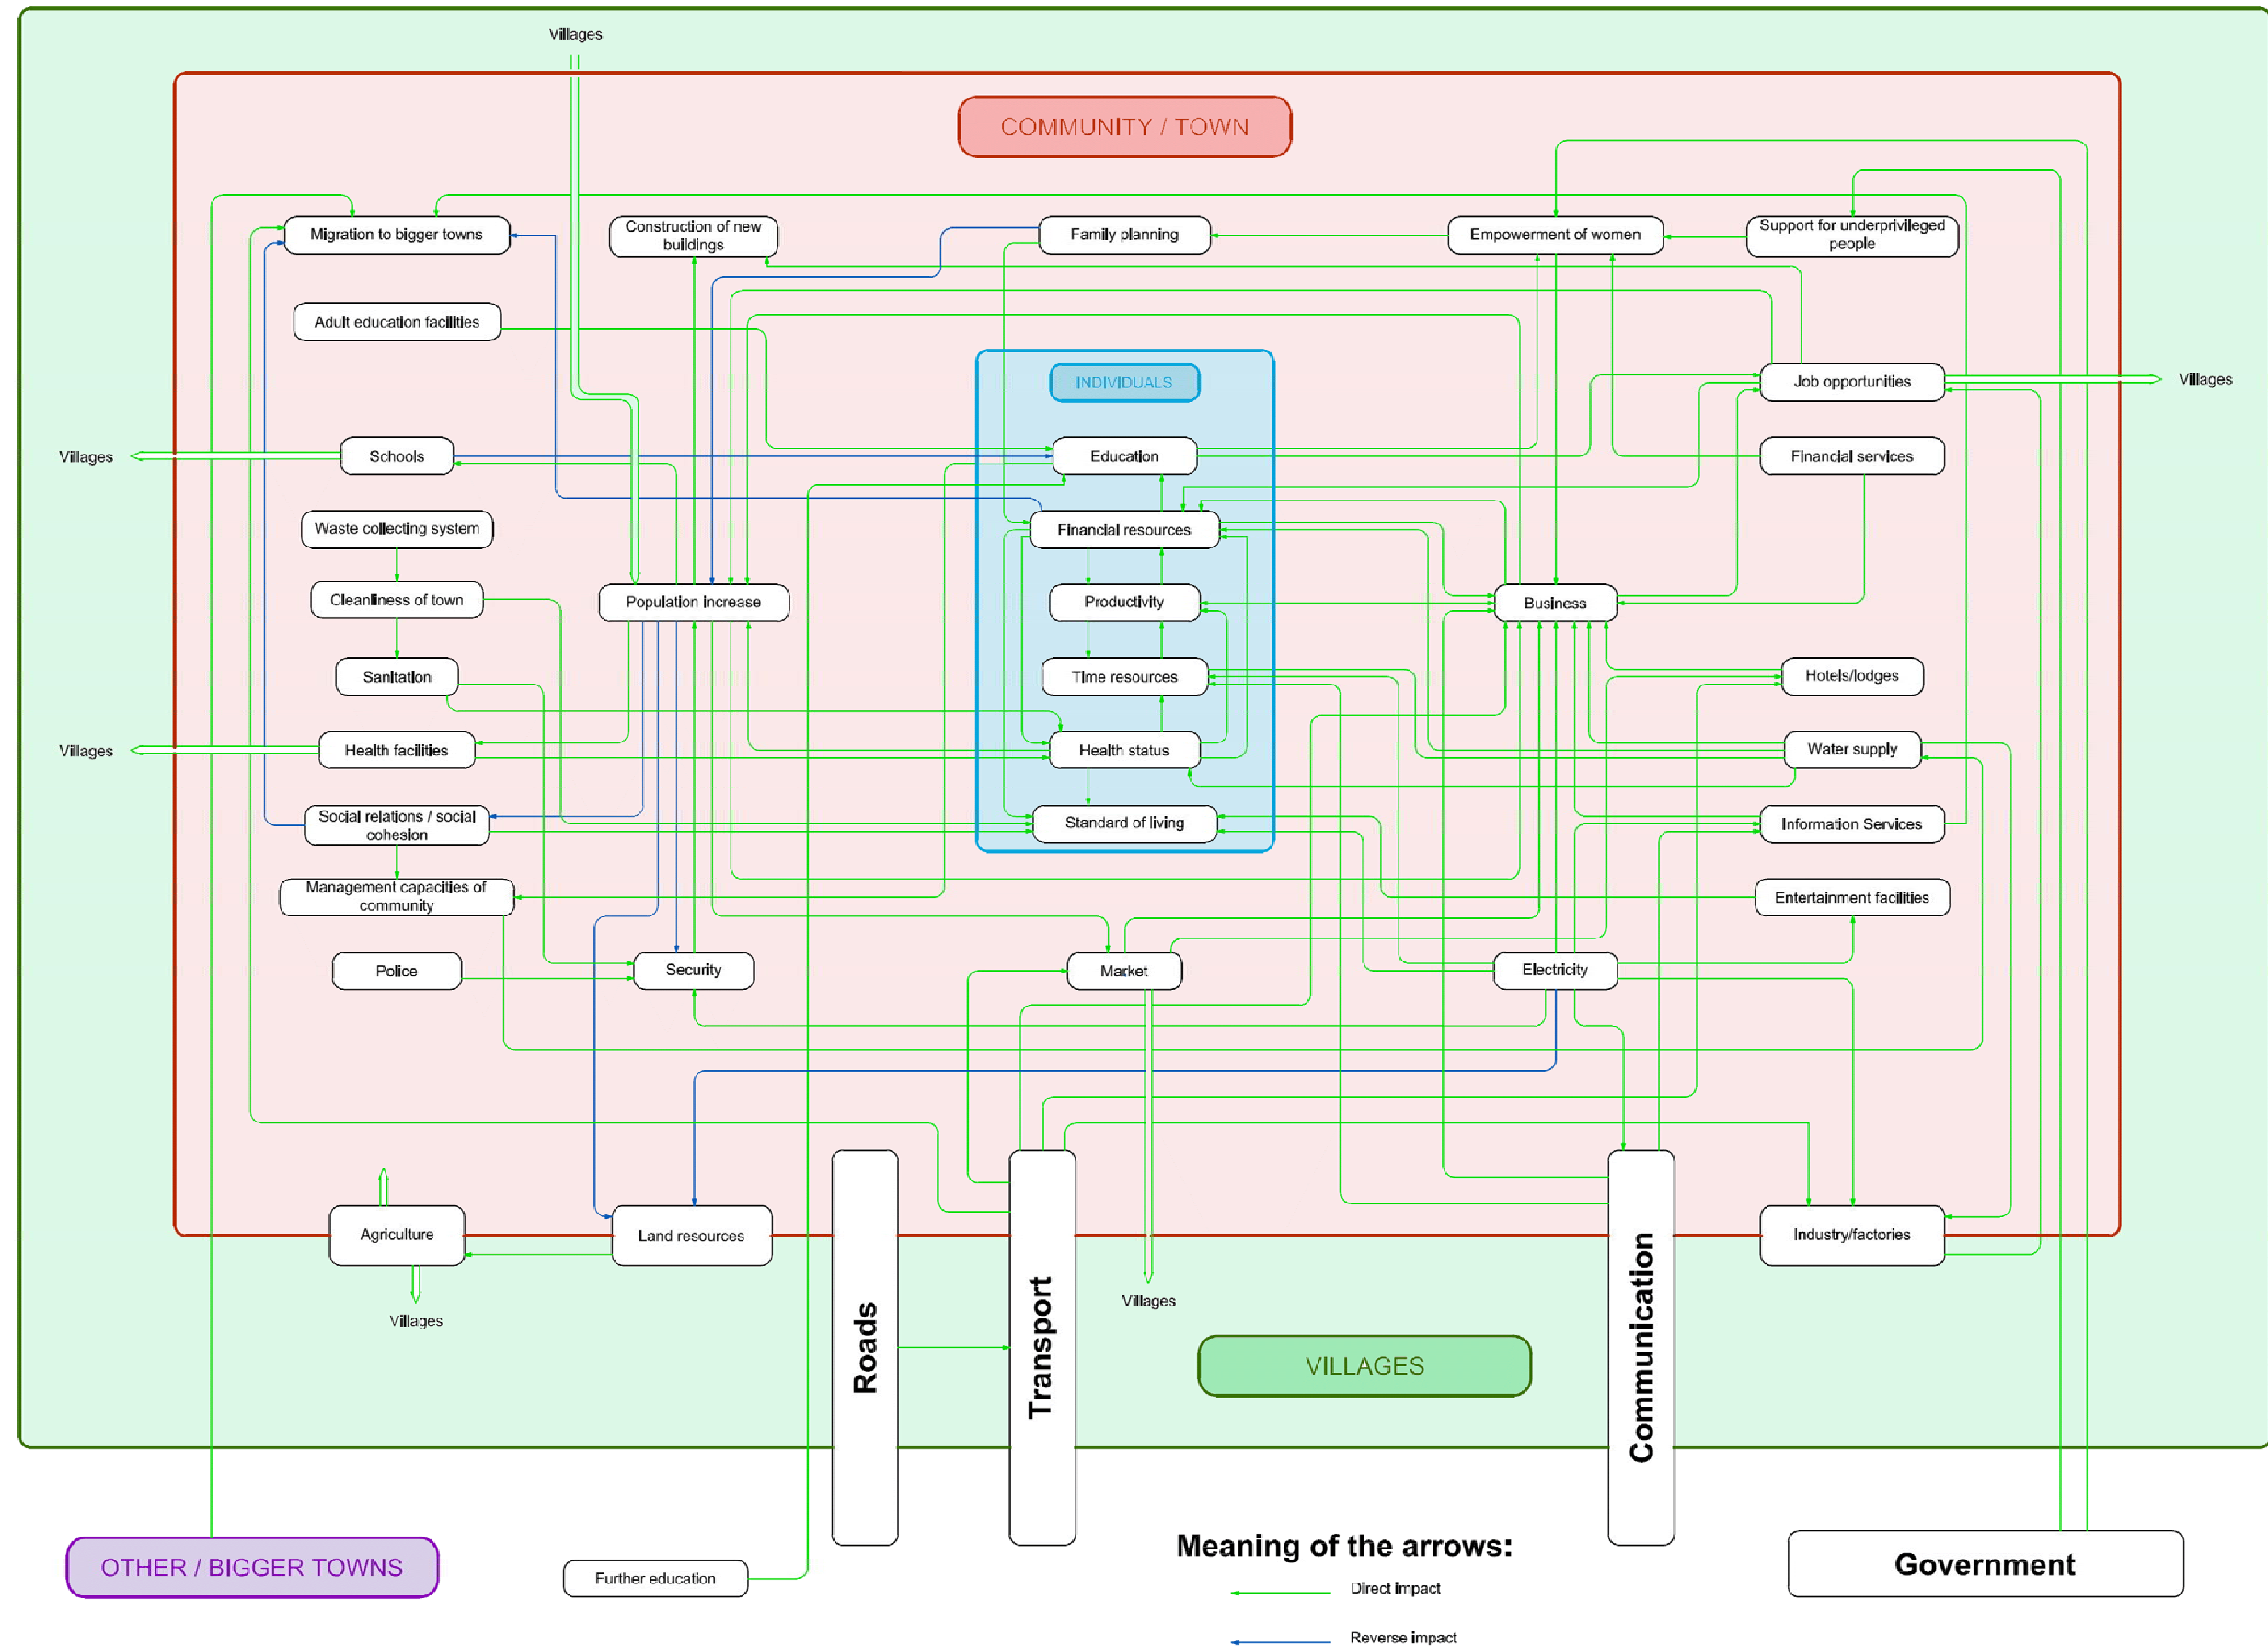 Villages
COMMUNITY / TOWN
Migration to bigger towns
Construction of new
buildings
Family planning
Empowerment of women
Support for underprivileged
people
Adult education facilities
INDIVIDUALS
Job opportunities
Villages
Villages
Schools
Education
Financial services
Waste collecting system
Financial resources
Cleanliness of town
Population increase
Productivity
Business
Sanitation
Time resources
Hotels/lodges
Villages
Health facilities
Health status
Water supply
Social relations / social
cohesion
Standard of living
Information Services
Management capacities of
community
Entertainment facilities
Police
Security
Market
Electricity
Agriculture
Land resources
Industry/factories
Roads
Transport
Communication
Villages
Villages
VILLAGES
OTHER / BIGGER TOWNS
Further education
Meaning of the arrows:
Direct impact
Reverse impact
Government